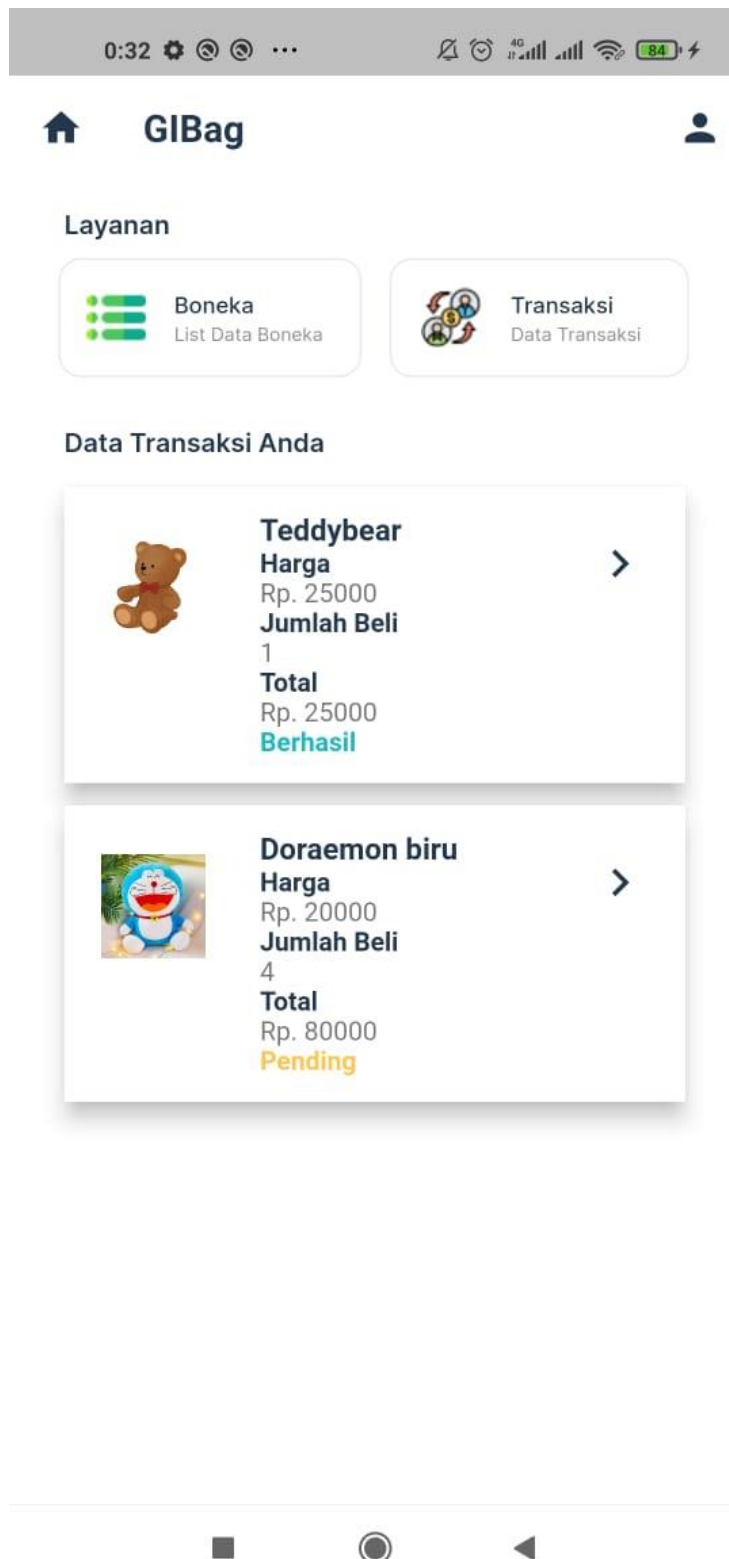 0:32 ... 4G 84
GIBag
Layanan
Boneka
List Data Boneka
Transaksi
Data Transaksi
Data Transaksi Anda
Teddybear
Harga
Rp. 25000
Jumlah Beli
1
Total
Rp. 25000
Berhasil
Doraemon biru
Harga
Rp. 20000
Jumlah Beli
4
Total
Rp. 80000
Pending